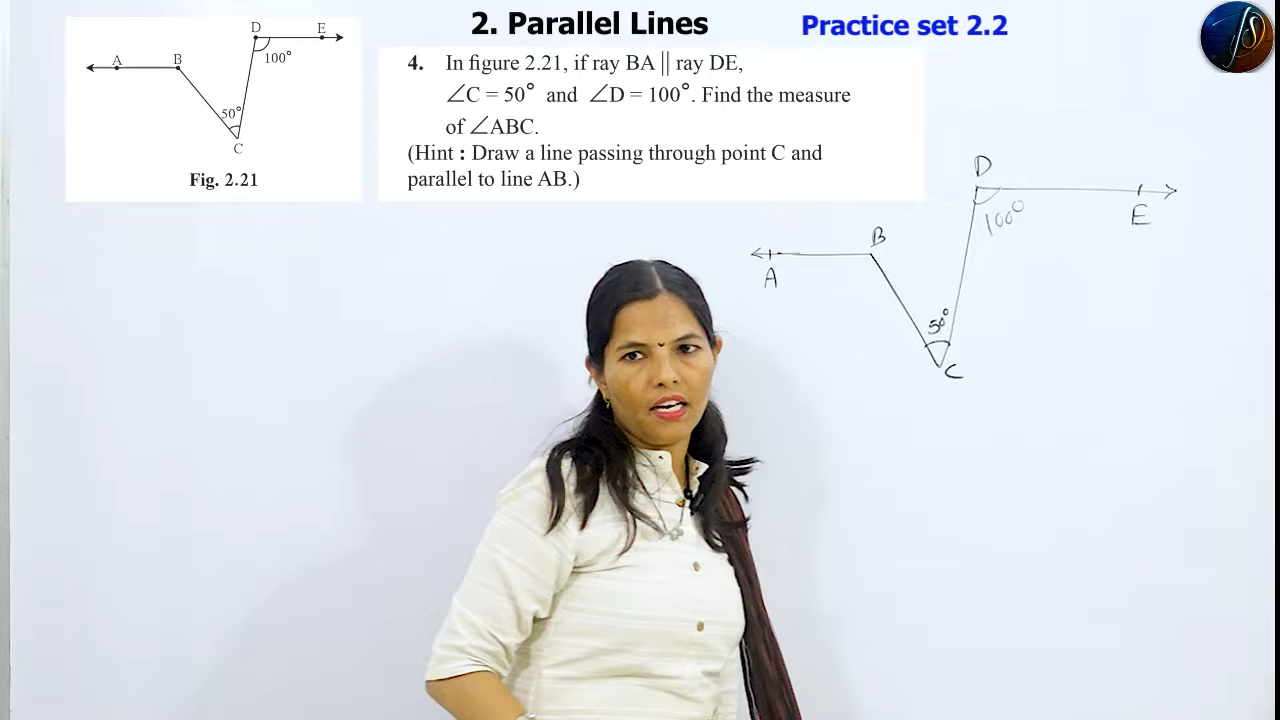 2. Parallel Lines
Practice set 2.2
D E
A B
100°
50°
C
Fig. 2.21
4. In figure 2.21, if ray BA || ray DE,
∠C = 50° and ∠D = 100°. Find the measure
of ∠ABC.
(Hint : Draw a line passing through point C and
parallel to line AB.)
D
100°
E
B
A
50°
C